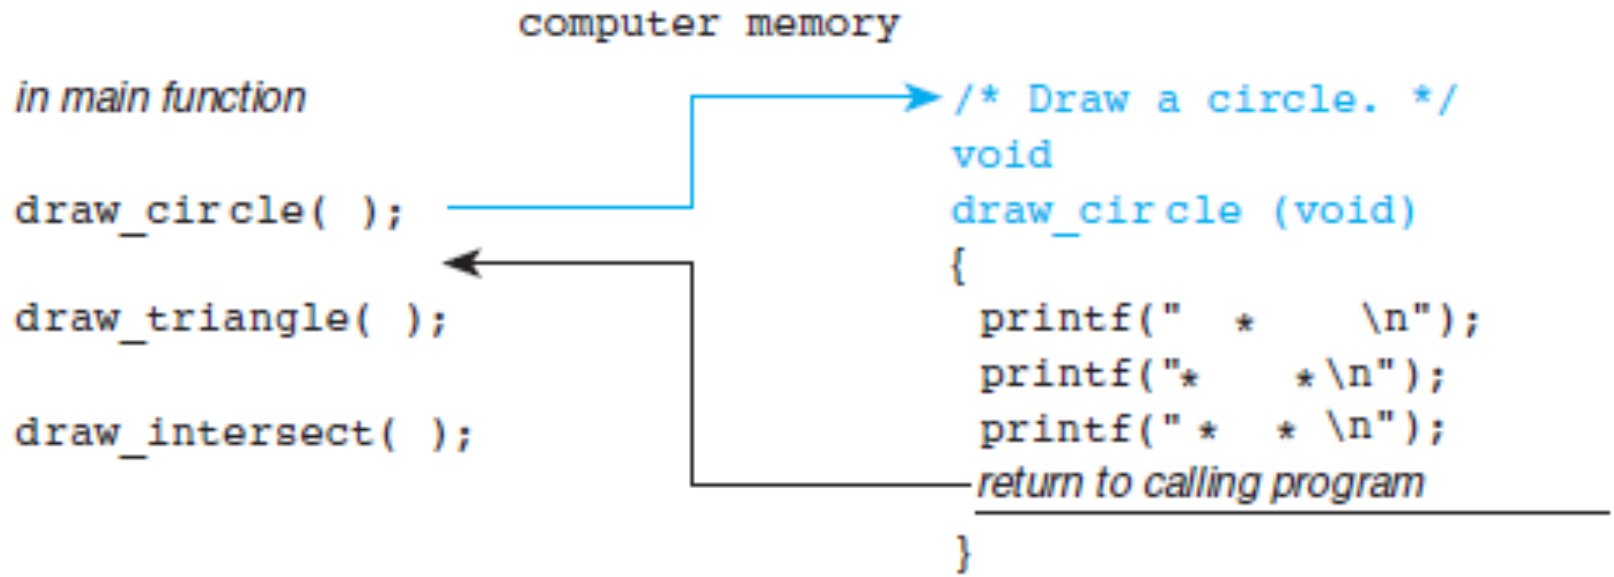 computer memory
in main function
draw_circle( );
draw_triangle( );
draw_intersect( );
/* Draw a circle. */
void
draw_circle (void)
{
printf("  *    \n");
printf("*    *\n");
printf(" *  * \n");
return to calling program
}